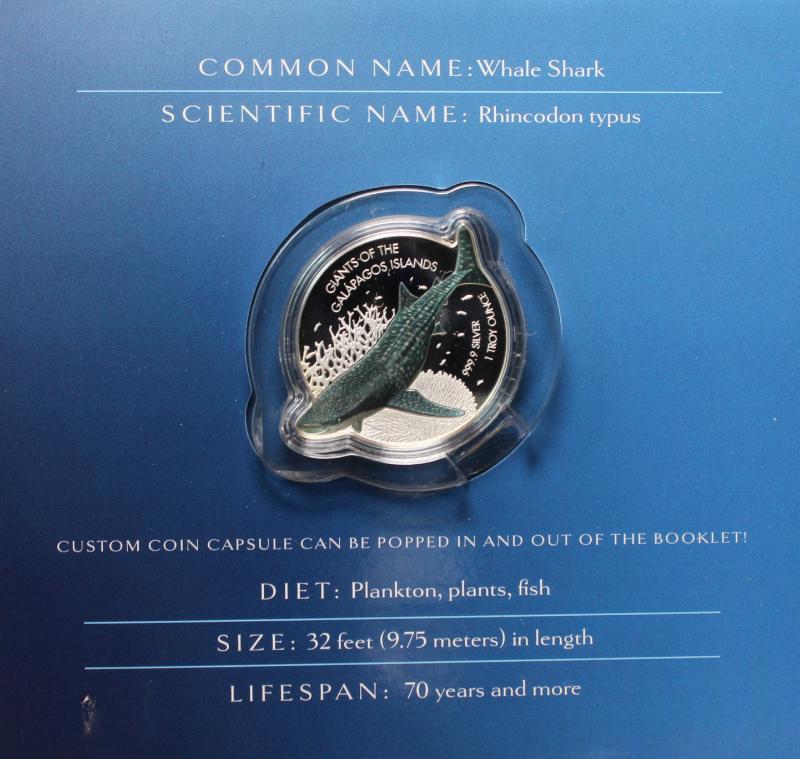 COMMON NAME: Whale Shark
SCIENTIFIC NAME: Rhincodon typus
GIANTS OF THE
GALÁPAGOS ISLANDS
999.9 SILVER
1 TROY OUNCE
CUSTOM COIN CAPSULE CAN BE POPPED IN AND OUT OF THE BOOKLET!
DIET: Plankton, plants, fish
SIZE: 32 feet (9.75 meters) in length
LIFESPAN: 70 years and more